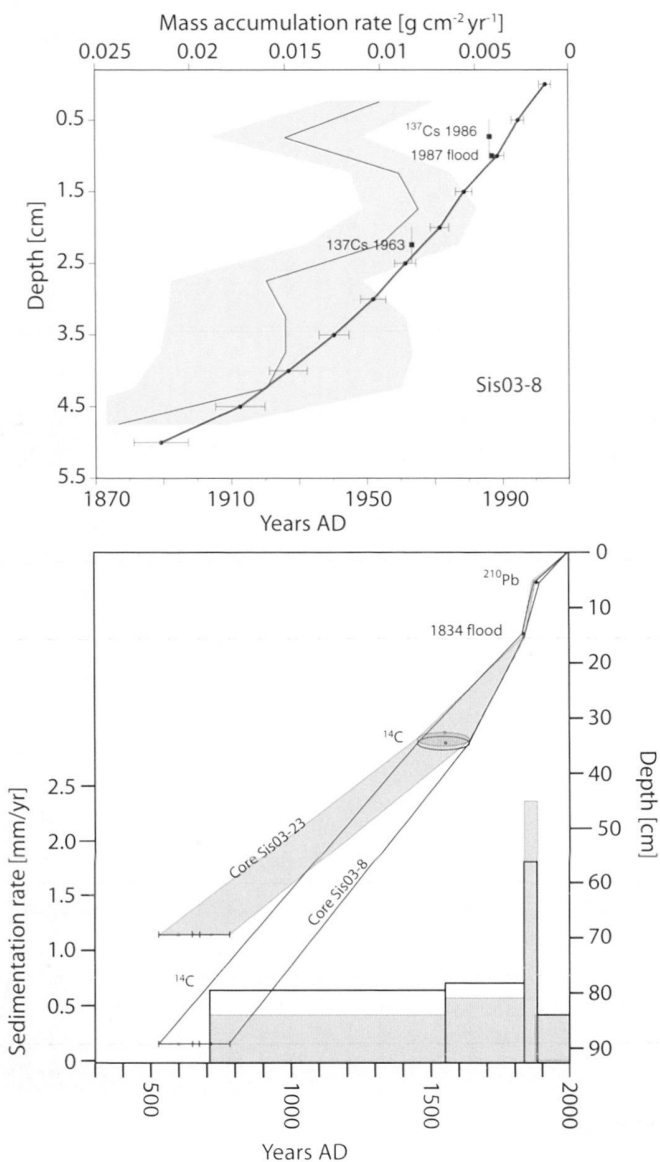 Mass accumulation rate [g cm⁻² yr⁻¹]
0.025 0.02 0.015 0.01 0.005 0
0.5
1.5
2.5
3.5
4.5
5.5
Depth [cm]
¹³⁷Cs 1986
1987 flood
137Cs 1963
Sis03-8
1870 1910 1950 1990
Years AD
²¹⁰Pb
1834 flood
¹⁴C
Core Sis03-23
Core Sis03-8
¹⁴C
0
10
20
30
40
50
60
70
80
90
Depth [cm]
2.5
2.0
1.5
1.0
0.5
0
Sedimentation rate [mm/yr]
500 1000 1500 2000
Years AD